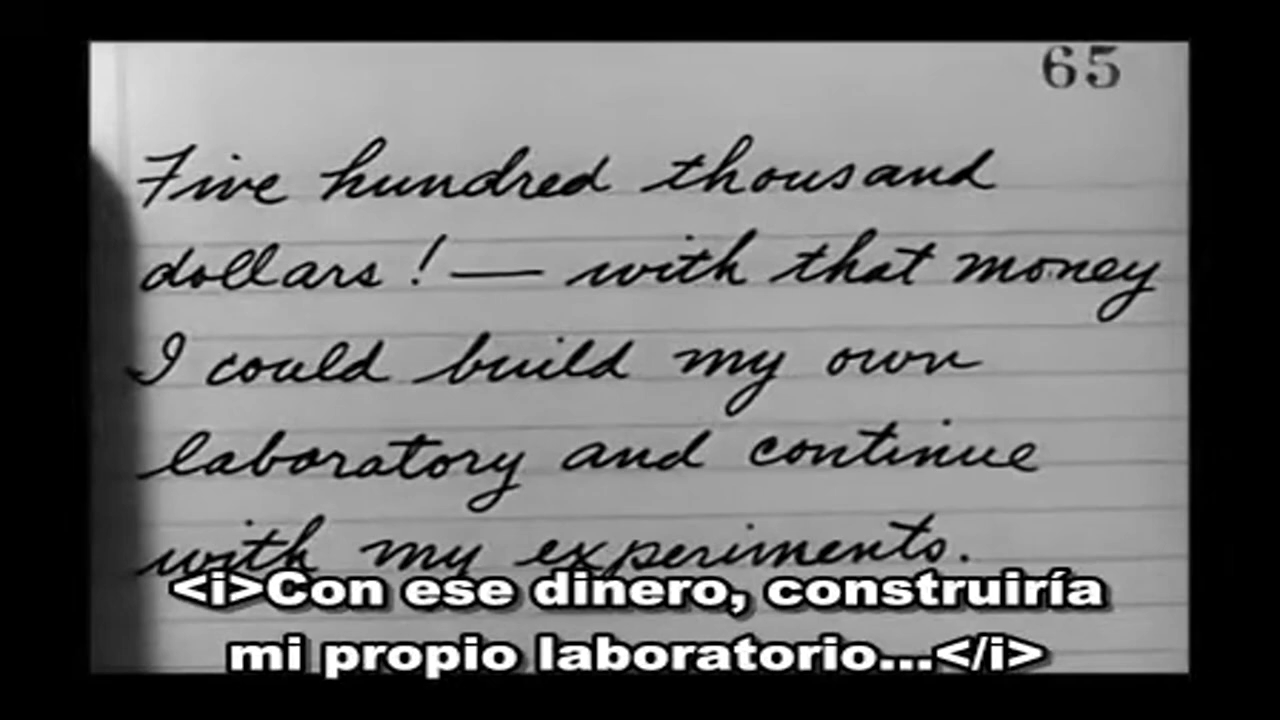 65
Five hundred thousand
dollars! — with that money
I could build my own
laboratory and continue
with my experiments.
<i>Con ese dinero, construiría
mi propio laboratorio...</i>